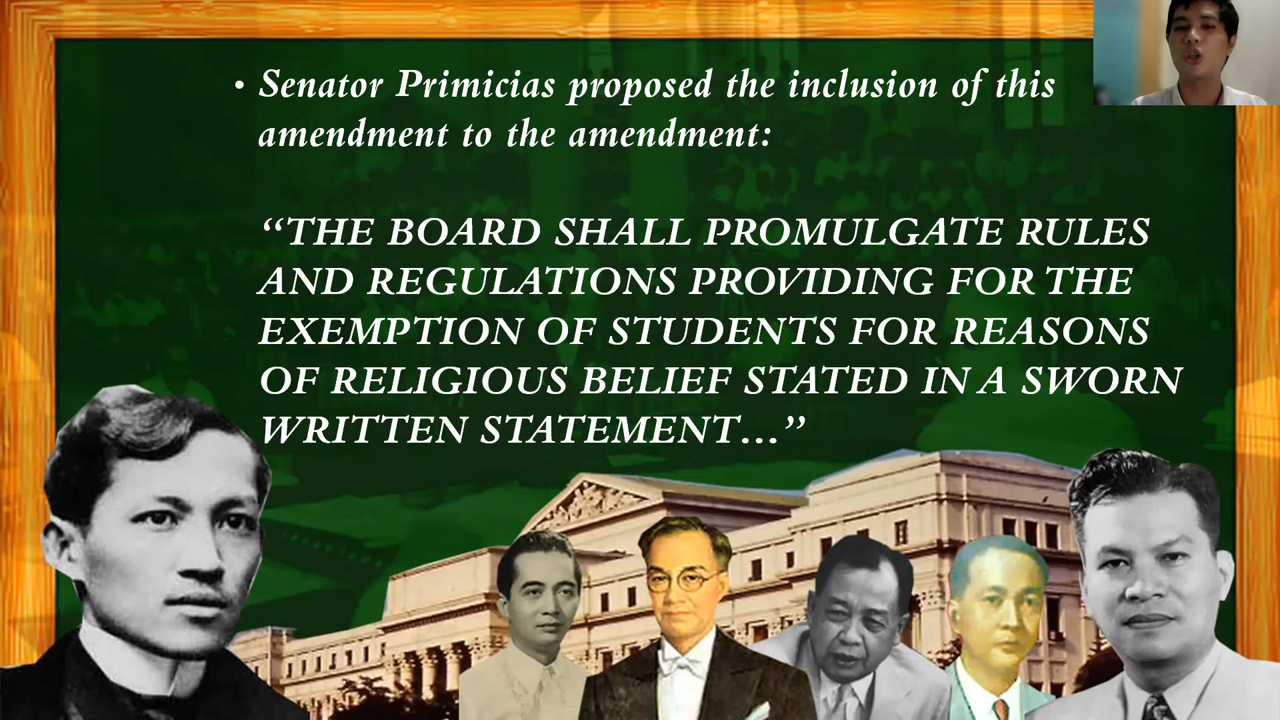 • Senator Primicias proposed the inclusion of this
amendment to the amendment:
“THE BOARD SHALL PROMULGATE RULES
AND REGULATIONS PROVIDING FOR THE
EXEMPTION OF STUDENTS FOR REASONS
OF RELIGIOUS BELIEF STATED IN A SWORN
WRITTEN STATEMENT…”